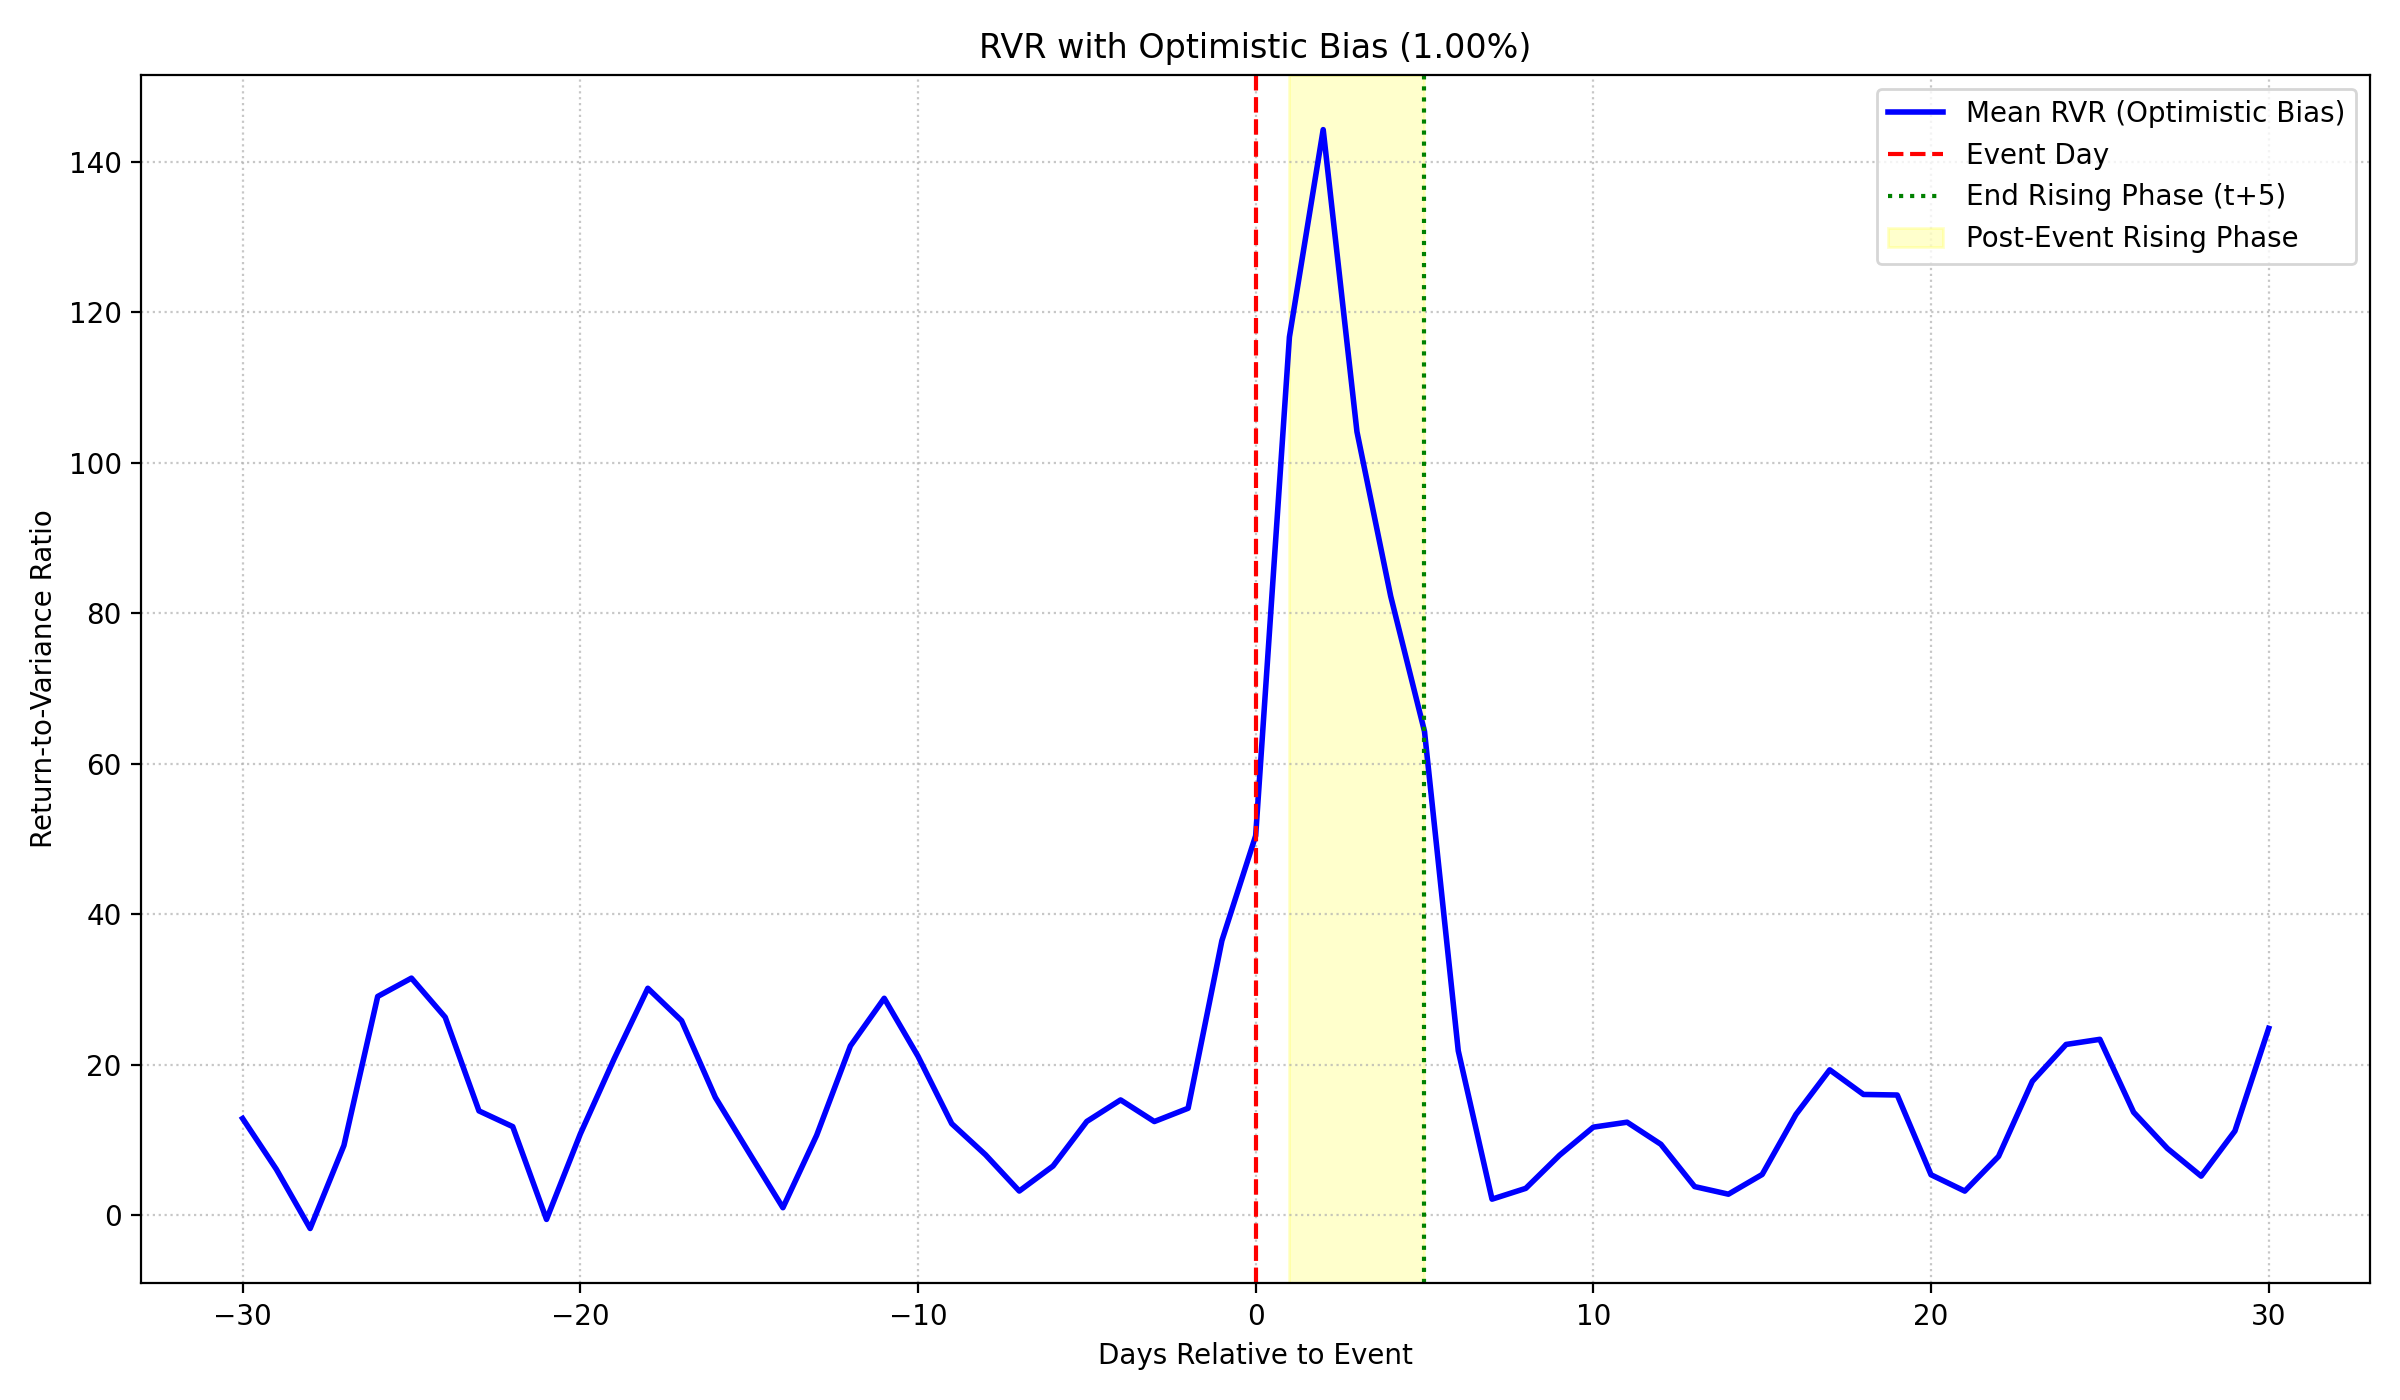 RVR with Optimistic Bias (1.00%)
Mean RVR (Optimistic Bias)
Event Day
End Rising Phase (t+5)
Post-Event Rising Phase
Return-to-Variance Ratio
140
120
100
80
60
40
20
0
−30
−20
−10
0
10
20
30
Days Relative to Event